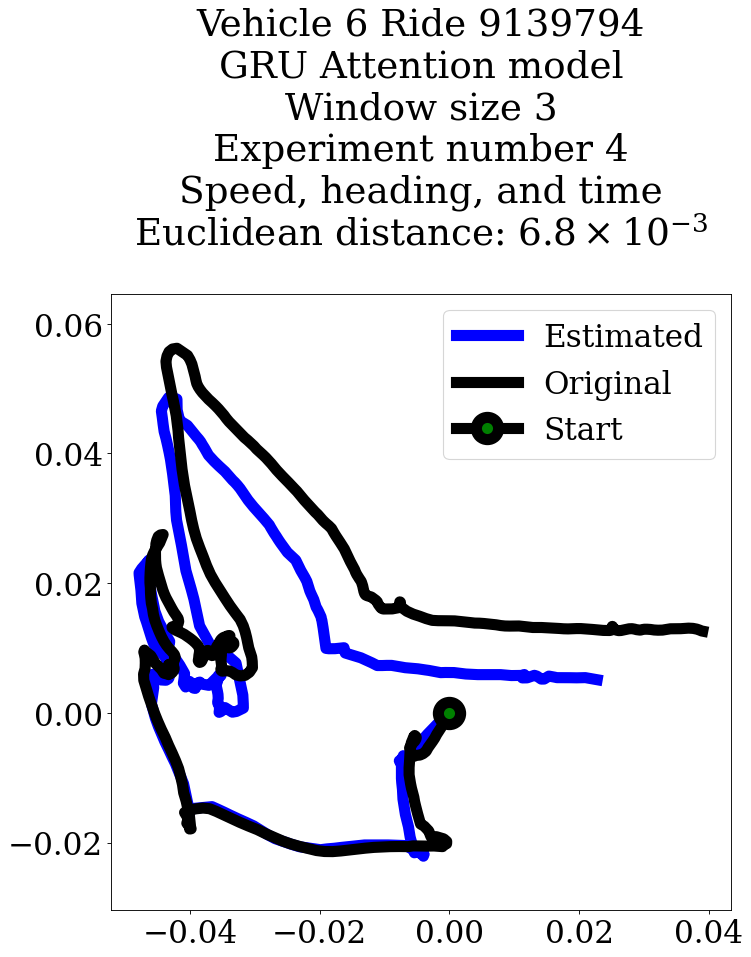 Vehicle 6 Ride 9139794
GRU Attention model
Window size 3
Experiment number 4
Speed, heading, and time
Euclidean distance: 6.8 × 10⁻³
Estimated
Original
Start
0.06
0.04
0.02
0.00
−0.02
−0.04 −0.02 0.00 0.02 0.04